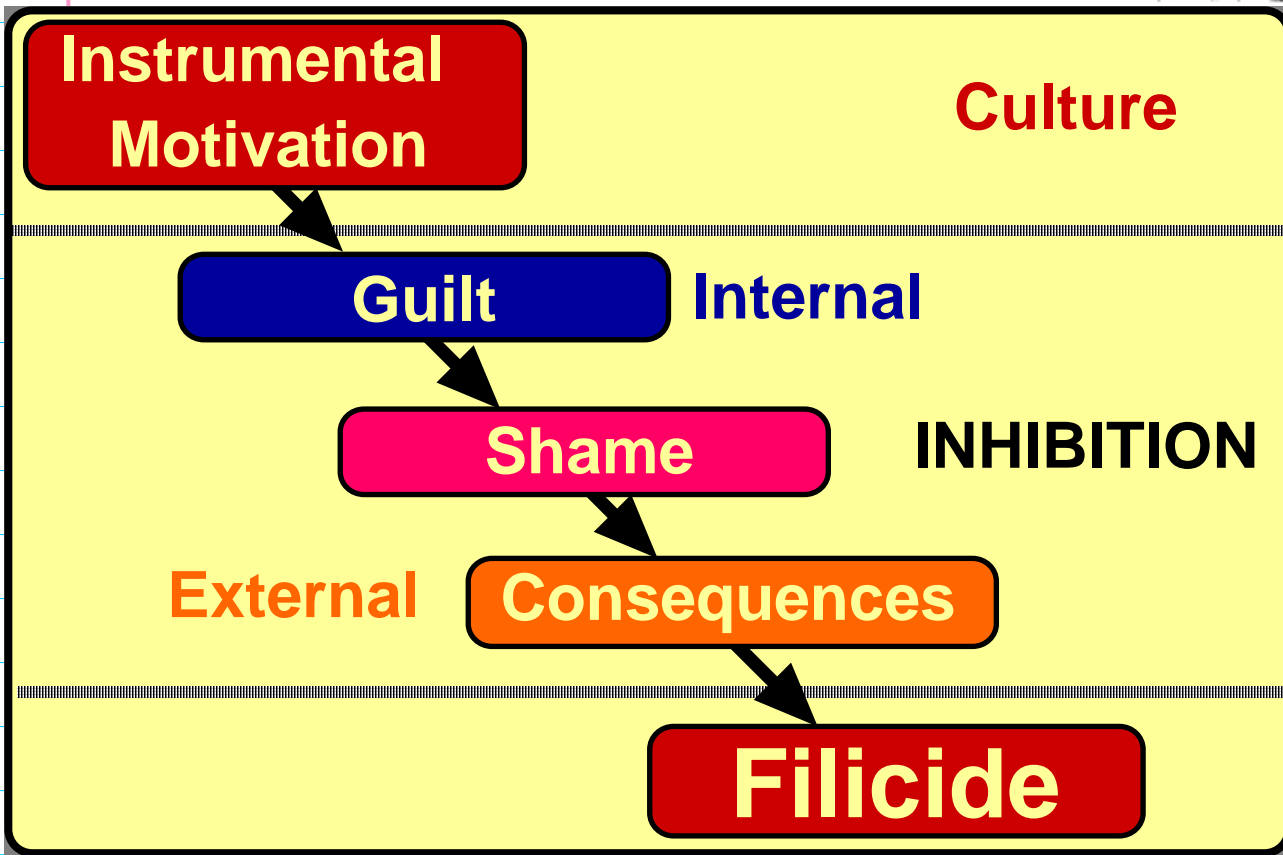 Instrumental
Motivation
Culture
Guilt
Internal
Shame
INHIBITION
External
Consequences
Filicide